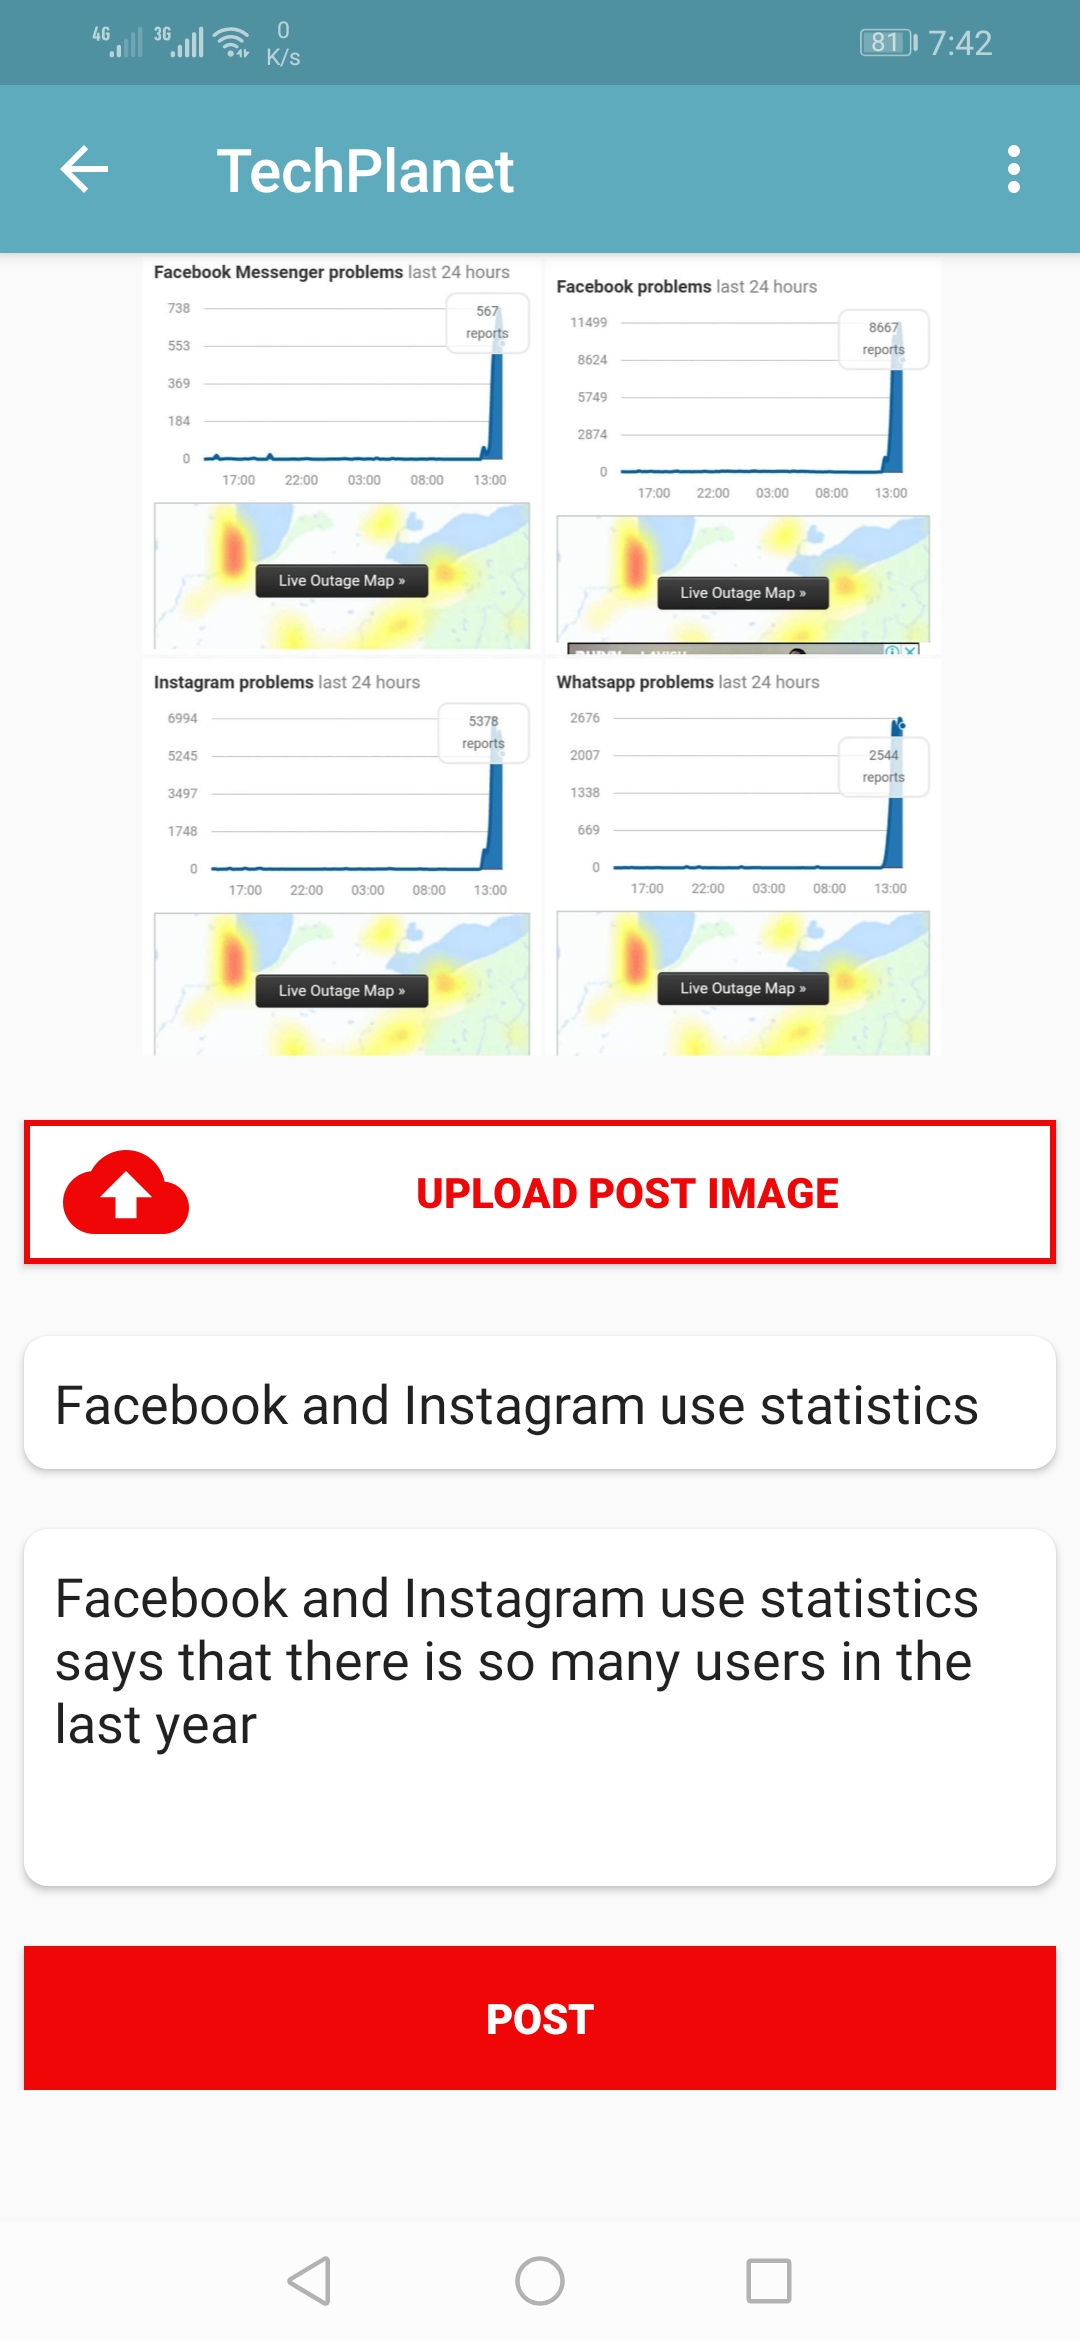 4G 3G 0 K/s 81 7:42
TechPlanet
Facebook Messenger problems last 24 hours
738
553
369
184
0
567
reports
17:00 22:00 03:00 08:00 13:00
Live Outage Map »
Facebook problems last 24 hours
11499
8624
5749
2874
0
8667
reports
17:00 22:00 03:00 08:00 13:00
Live Outage Map »
Instagram problems last 24 hours
6994
5245
3497
1748
0
5378
reports
17:00 22:00 03:00 08:00 13:00
Live Outage Map »
Whatsapp problems last 24 hours
2676
2007
1338
669
0
2544
reports
17:00 22:00 03:00 08:00 13:00
Live Outage Map »
UPLOAD POST IMAGE
Facebook and Instagram use statistics
Facebook and Instagram use statistics
says that there is so many users in the
last year
POST